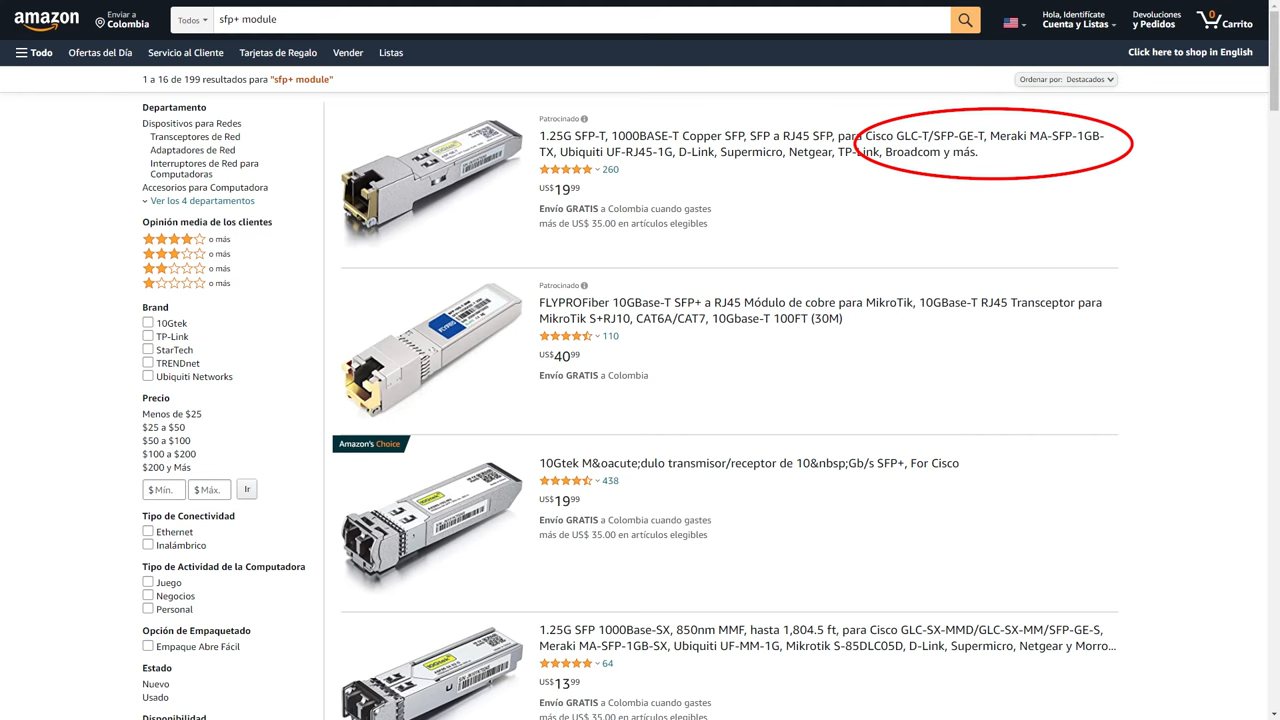 amazon
Enviar a
Colombia
Todos
sfp+ module
Hola, Identifícate
Cuenta y Listas
Devoluciones
y Pedidos
0
Carrito
Todo
Ofertas del Día
Servicio al Cliente
Tarjetas de Regalo
Vender
Listas
Click here to shop in English
1 a 16 de 199 resultados para "sfp+ module"
Ordenar por: Destacados
Departamento
Dispositivos para Redes
Transceptores de Red
Adaptadores de Red
Interruptores de Red para
Computadoras
Accesorios para Computadora
Ver los 4 departamentos
Opinión media de los clientes
o más
o más
o más
o más
Brand
10Gtek
TP-Link
StarTech
TRENDnet
Ubiquiti Networks
Precio
Menos de $25
$25 a $50
$50 a $100
$100 a $200
$200 y Más
$ Mín.
$ Máx.
Ir
Tipo de Conectividad
Ethernet
Inalámbrico
Tipo de Actividad de la Computadora
Juego
Negocios
Personal
Opción de Empaquetado
Empaque Abre Fácil
Estado
Nuevo
Usado
Disponibilidad
Patrocinado
1.25G SFP-T, 1000BASE-T Copper SFP, SFP a RJ45 SFP, para Cisco GLC-T/SFP-GE-T, Meraki MA-SFP-1GB-
TX, Ubiquiti UF-RJ45-1G, D-Link, Supermicro, Netgear, TP-Link, Broadcom y más.
260
US$1999
Envío GRATIS a Colombia cuando gastes
más de US$ 35.00 en artículos elegibles
Patrocinado
FLYPROFiber 10GBase-T SFP+ a RJ45 Módulo de cobre para MikroTik, 10GBase-T RJ45 Transceptor para
MikroTik S+RJ10, CAT6A/CAT7, 10Gbase-T 100FT (30M)
110
US$4099
Envío GRATIS a Colombia
FLYPRO
Amazon's Choice
10Gtek M&oacute;dulo transmisor/receptor de 10&nbsp;Gb/s SFP+, For Cisco
438
US$1999
Envío GRATIS a Colombia cuando gastes
más de US$ 35.00 en artículos elegibles
10Gtek
1.25G SFP 1000Base-SX, 850nm MMF, hasta 1,804.5 ft, para Cisco GLC-SX-MMD/GLC-SX-MM/SFP-GE-S,
Meraki MA-SFP-1GB-SX, Ubiquiti UF-MM-1G, Mikrotik S-85DLC05D, D-Link, Supermicro, Netgear y Morro...
64
US$1399
Envío GRATIS a Colombia cuando gastes
más de US$ 35.00 en artículos elegibles
10Gtek